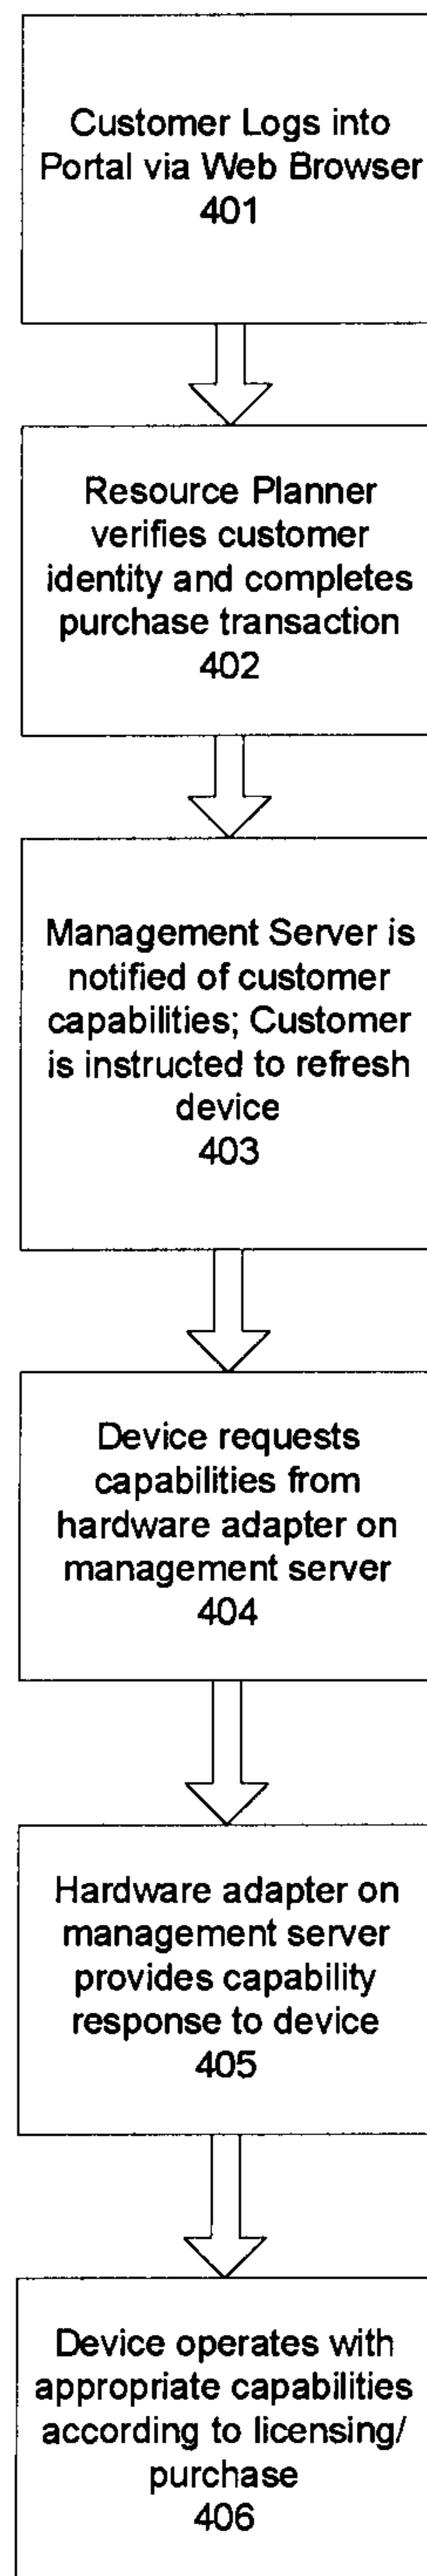 Customer Logs into
Portal via Web Browser
401
Resource Planner
verifies customer
identity and completes
purchase transaction
402
Management Server is
notified of customer
capabilities; Customer
is instructed to refresh
device
403
Device requests
capabilities from
hardware adapter on
management server
404
Hardware adapter on
management server
provides capability
response to device
405
Device operates with
appropriate capabilities
according to licensing/
purchase
406